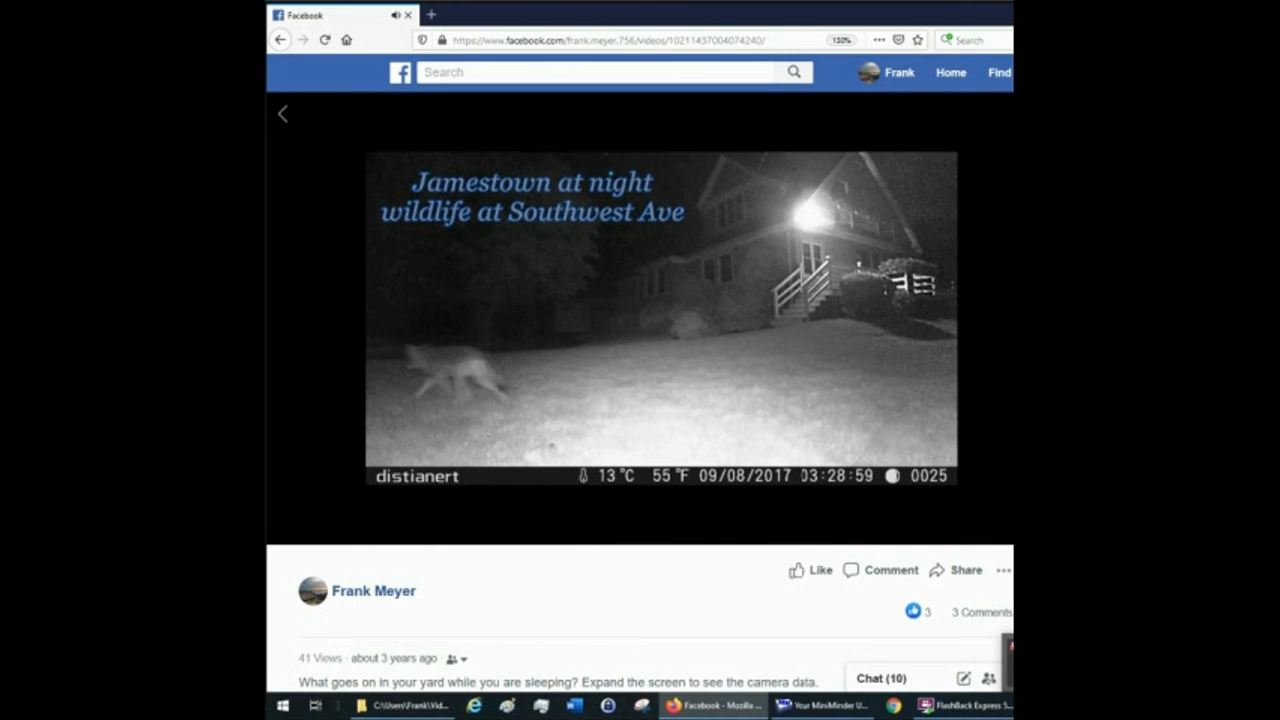 Facebook
https://www.facebook.com/frank.meyer.756/videos/10211437004074240/
130%
Search
Search
Frank
Home
Find
Jamestown at night
wildlife at Southwest Ave
distianert 13°C 55°F 09/08/2017 03:28:59 0025
Like
Comment
Share
Frank Meyer
3
3 Comments
41 Views · about 3 years ago
Chat (10)
What goes on in your yard while you are sleeping? Expand the screen to see the camera data.
C:\Users\Frank\Vid...
Facebook - Mozilla ...
Your MiniMinder U...
FlashBack Express 5...